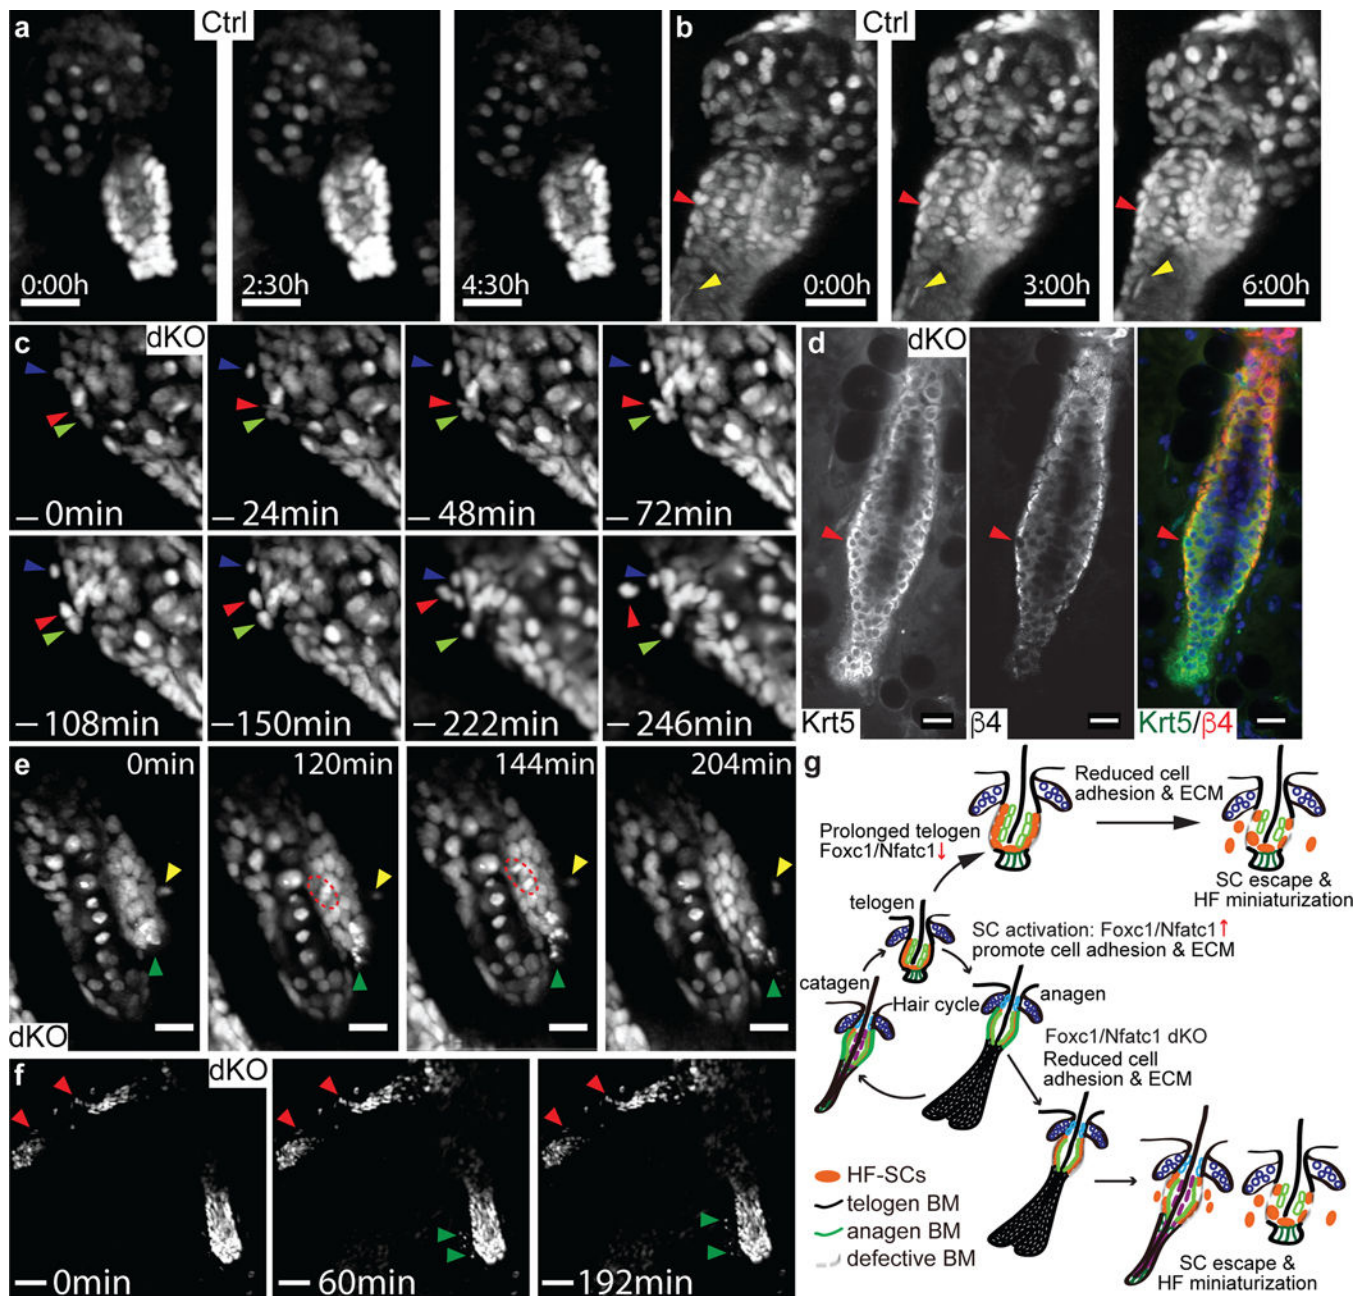 a
Ctrl
b
Ctrl
0:00h
2:30h
4:30h
0:00h
3:00h
6:00h
c
dKO
0min
24min
48min
72min
108min
150min
222min
246min
d
dKO
Krt5
β4
Krt5/β4
e
0min
120min
144min
204min
dKO
f
dKO
0min
60min
192min
g
Reduced cell
adhesion & ECM
Prolonged telogen
Foxc1/Nfatc1↓
SC escape &
HF miniaturization
telogen
SC activation: Foxc1/Nfatc1↑
promote cell adhesion & ECM
catagen
Hair cycle
anagen
Foxc1/Nfatc1 dKO
Reduced cell
adhesion & ECM
HF-SCs
telogen BM
anagen BM
defective BM
SC escape &
HF miniaturization